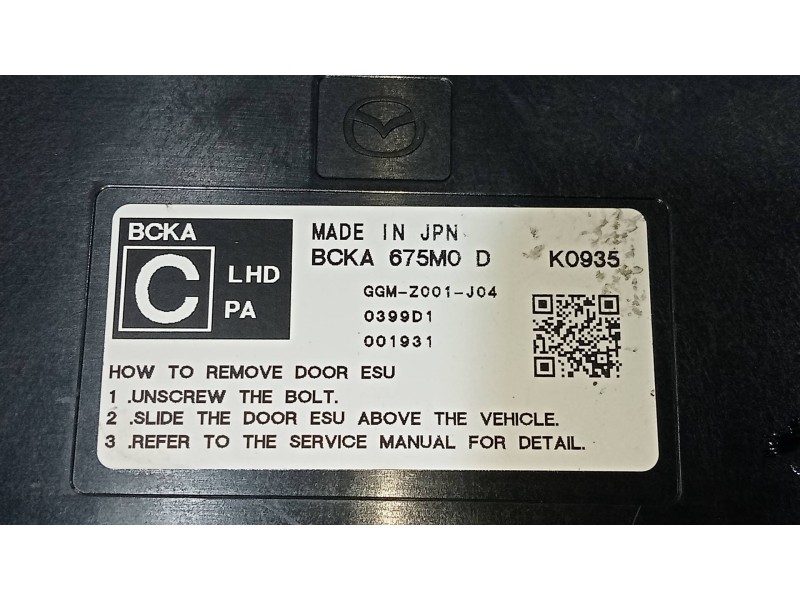 BCKA
C LHD
PA
MADE IN JPN
BCKA 675M0 D K0935
GGM-Z001-J04
0399D1
001931
HOW TO REMOVE DOOR ESU
1 .UNSCREW THE BOLT.
2 .SLIDE THE DOOR ESU ABOVE THE VEHICLE.
3 .REFER TO THE SERVICE MANUAL FOR DETAIL.